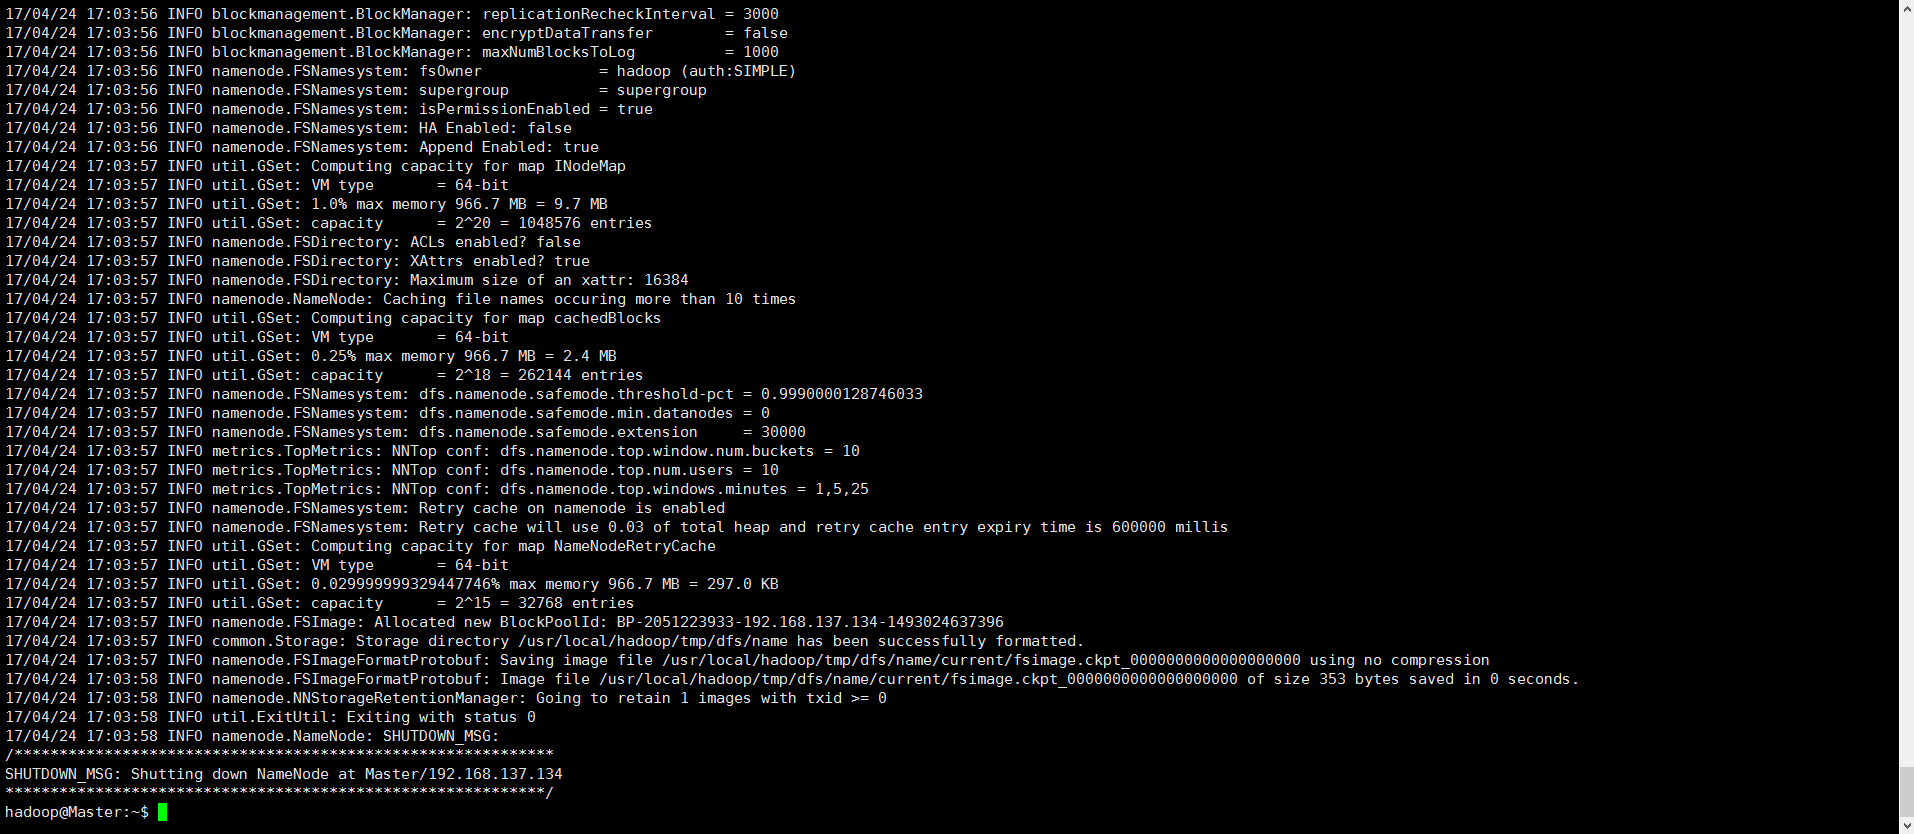 17/04/24 17:03:56 INFO blockmanagement.BlockManager: replicationRecheckInterval = 3000
17/04/24 17:03:56 INFO blockmanagement.BlockManager: encryptDataTransfer        = false
17/04/24 17:03:56 INFO blockmanagement.BlockManager: maxNumBlocksToLog          = 1000
17/04/24 17:03:56 INFO namenode.FSNamesystem: fsOwner             = hadoop (auth:SIMPLE)
17/04/24 17:03:56 INFO namenode.FSNamesystem: supergroup          = supergroup
17/04/24 17:03:56 INFO namenode.FSNamesystem: isPermissionEnabled = true
17/04/24 17:03:56 INFO namenode.FSNamesystem: HA Enabled: false
17/04/24 17:03:56 INFO namenode.FSNamesystem: Append Enabled: true
17/04/24 17:03:57 INFO util.GSet: Computing capacity for map INodeMap
17/04/24 17:03:57 INFO util.GSet: VM type       = 64-bit
17/04/24 17:03:57 INFO util.GSet: 1.0% max memory 966.7 MB = 9.7 MB
17/04/24 17:03:57 INFO util.GSet: capacity      = 2^20 = 1048576 entries
17/04/24 17:03:57 INFO namenode.FSDirectory: ACLs enabled? false
17/04/24 17:03:57 INFO namenode.FSDirectory: XAttrs enabled? true
17/04/24 17:03:57 INFO namenode.FSDirectory: Maximum size of an xattr: 16384
17/04/24 17:03:57 INFO namenode.NameNode: Caching file names occuring more than 10 times
17/04/24 17:03:57 INFO util.GSet: Computing capacity for map cachedBlocks
17/04/24 17:03:57 INFO util.GSet: VM type       = 64-bit
17/04/24 17:03:57 INFO util.GSet: 0.25% max memory 966.7 MB = 2.4 MB
17/04/24 17:03:57 INFO util.GSet: capacity      = 2^18 = 262144 entries
17/04/24 17:03:57 INFO namenode.FSNamesystem: dfs.namenode.safemode.threshold-pct = 0.9990000128746033
17/04/24 17:03:57 INFO namenode.FSNamesystem: dfs.namenode.safemode.min.datanodes = 0
17/04/24 17:03:57 INFO namenode.FSNamesystem: dfs.namenode.safemode.extension     = 30000
17/04/24 17:03:57 INFO metrics.TopMetrics: NNTop conf: dfs.namenode.top.window.num.buckets = 10
17/04/24 17:03:57 INFO metrics.TopMetrics: NNTop conf: dfs.namenode.top.num.users = 10
17/04/24 17:03:57 INFO metrics.TopMetrics: NNTop conf: dfs.namenode.top.windows.minutes = 1,5,25
17/04/24 17:03:57 INFO namenode.FSNamesystem: Retry cache on namenode is enabled
17/04/24 17:03:57 INFO namenode.FSNamesystem: Retry cache will use 0.03 of total heap and retry cache entry expiry time is 600000 millis
17/04/24 17:03:57 INFO util.GSet: Computing capacity for map NameNodeRetryCache
17/04/24 17:03:57 INFO util.GSet: VM type       = 64-bit
17/04/24 17:03:57 INFO util.GSet: 0.029999999329447746% max memory 966.7 MB = 297.0 KB
17/04/24 17:03:57 INFO util.GSet: capacity      = 2^15 = 32768 entries
17/04/24 17:03:57 INFO namenode.FSImage: Allocated new BlockPoolId: BP-2051223933-192.168.137.134-1493024637396
17/04/24 17:03:57 INFO common.Storage: Storage directory /usr/local/hadoop/tmp/dfs/name has been successfully formatted.
17/04/24 17:03:57 INFO namenode.FSImageFormatProtobuf: Saving image file /usr/local/hadoop/tmp/dfs/name/current/fsimage.ckpt_0000000000000000000 using no compression
17/04/24 17:03:58 INFO namenode.FSImageFormatProtobuf: Image file /usr/local/hadoop/tmp/dfs/name/current/fsimage.ckpt_0000000000000000000 of size 353 bytes saved in 0 seconds.
17/04/24 17:03:58 INFO namenode.NNStorageRetentionManager: Going to retain 1 images with txid >= 0
17/04/24 17:03:58 INFO util.ExitUtil: Exiting with status 0
17/04/24 17:03:58 INFO namenode.NameNode: SHUTDOWN_MSG:
/************************************************************
SHUTDOWN_MSG: Shutting down NameNode at Master/192.168.137.134
************************************************************/
hadoop@Master:~$